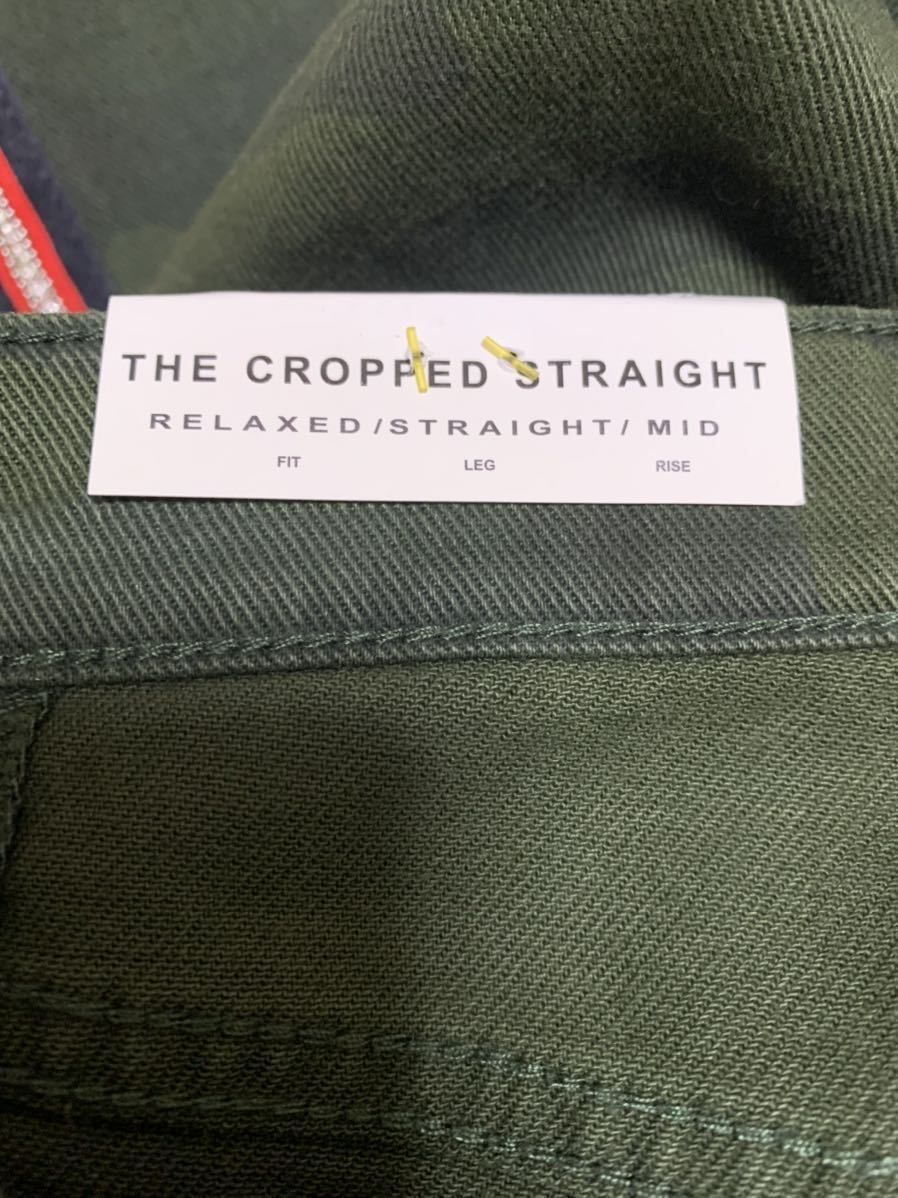 THE CROPPED STRAIGHT
RELAXED/STRAIGHT/ MID
FIT LEG RISE